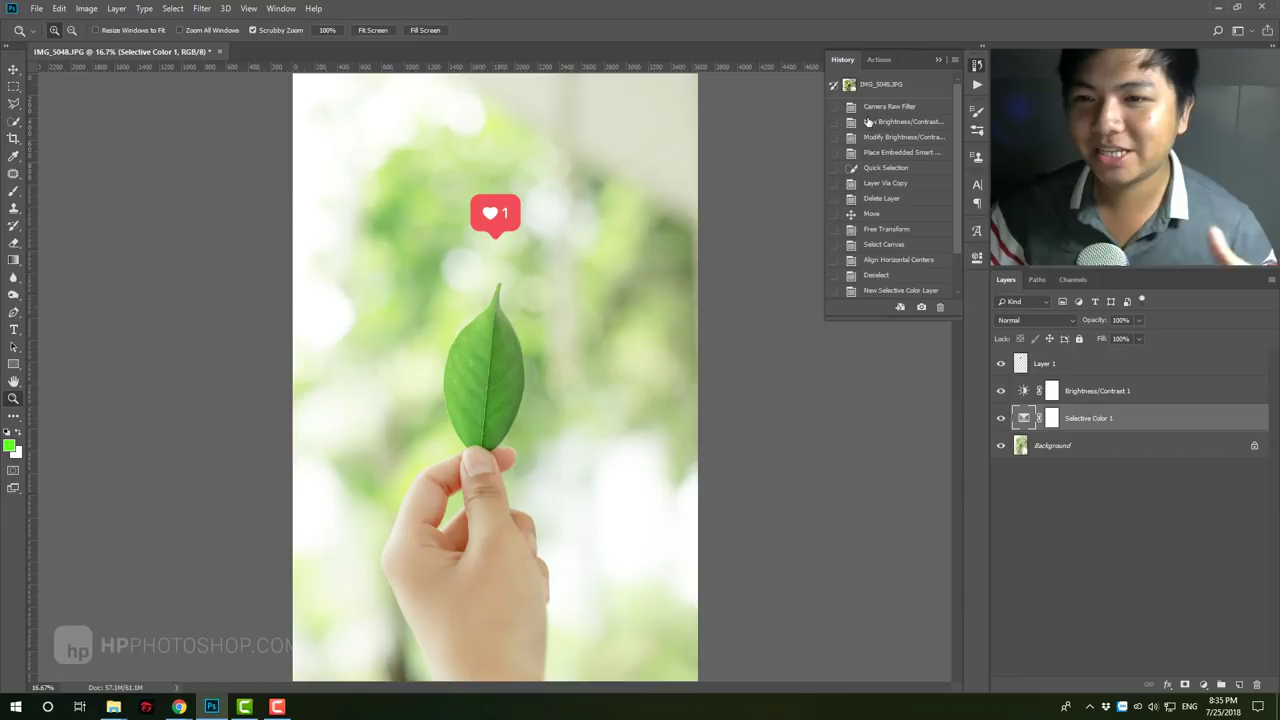 Ps File Edit Image Layer Type Select Filter 3D View Window Help
Resize Windows to Fit Zoom All Windows Scrubby Zoom 100% Fit Screen Fill Screen
IMG_5048.JPG @ 16.7% (Selective Color 1, RGB/8) *
History Actions
IMG_5048.JPG
Camera Raw Filter
Brightness/Contrast...
Modify Brightness/Contra...
Place Embedded Smart ...
Quick Selection
Layer Via Copy
Delete Layer
Move
Free Transform
Select Canvas
Align Horizontal Centers
Deselect
New Selective Color Layer
1
Layers Paths Channels
Kind
Normal Opacity: 100%
Lock: Fill: 100%
Layer 1
Brightness/Contrast 1
Selective Color 1
Background
hp HPPHOTOSHOP.COM
16.67% Doc: 57.1M/61.1M
Ps
ENG
8:35 PM
7/25/2018